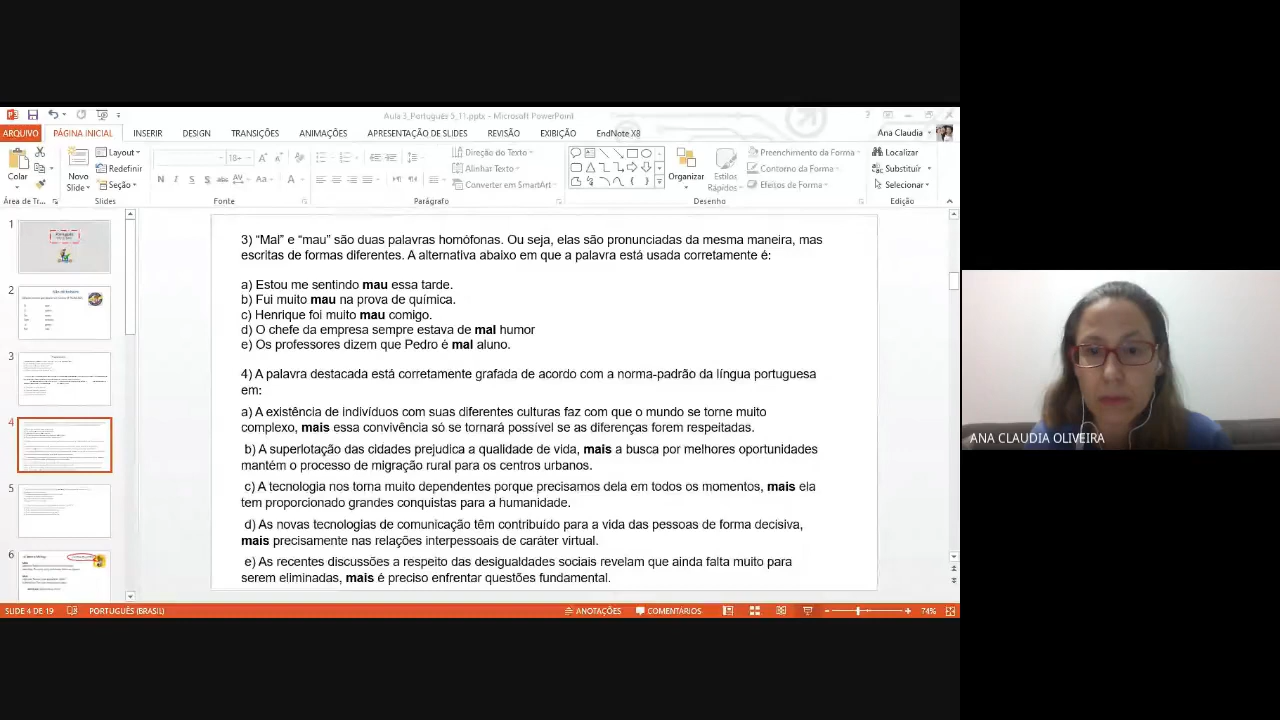 Aula 3_Português 5_11.pptx - Microsoft PowerPoint
ARQUIVO PÁGINA INICIAL INSERIR DESIGN TRANSIÇÕES ANIMAÇÕES APRESENTAÇÃO DE SLIDES REVISÃO EXIBIÇÃO EndNote X8 Ana Claudia
Colar
Novo
Slide
Layout
Redefinir
Seção
18
N I S S abc AV Aa A
Direção do Texto
Alinhar Texto
Converter em SmartArt
Organizar
Estilos
Rápidos
Preenchimento da Forma
Contorno da Forma
Efeitos de Forma
Localizar
Substituir
Selecionar
Área de Tr... Slides Fonte Parágrafo Desenho Edição
1
2
3
4
5
6
3) “Mal” e “mau” são duas palavras homófonas. Ou seja, elas são pronunciadas da mesma maneira, mas
escritas de formas diferentes. A alternativa abaixo em que a palavra está usada corretamente é:
a) Estou me sentindo mau essa tarde.
b) Fui muito mau na prova de química.
c) Henrique foi muito mau comigo.
d) O chefe da empresa sempre estava de mal humor
e) Os professores dizem que Pedro é mal aluno.
4) A palavra destacada está corretamente grafada de acordo com a norma-padrão da língua portuguesa
em:
a) A existência de indivíduos com suas diferentes culturas faz com que o mundo se torne muito
complexo, mais essa convivência só se tornará possível se as diferenças forem respeitadas.
b) A superlotação das cidades prejudica a qualidade de vida, mais a busca por melhores oportunidades
mantém o processo de migração rural para os centros urbanos.
c) A tecnologia nos torna muito dependentes porque precisamos dela em todos os momentos, mais ela
tem proporcionado grandes conquistas para a humanidade.
d) As novas tecnologias de comunicação têm contribuído para a vida das pessoas de forma decisiva,
mais precisamente nas relações interpessoais de caráter virtual.
e) As recentes discussões a respeito das desigualdades sociais revelam que ainda falta muito para
serem eliminadas, mais é preciso enfrentar questões fundamental.
SLIDE 4 DE 19 PORTUGUÊS (BRASIL) ANOTAÇÕES COMENTÁRIOS 74%
ANA CLAUDIA OLIVEIRA